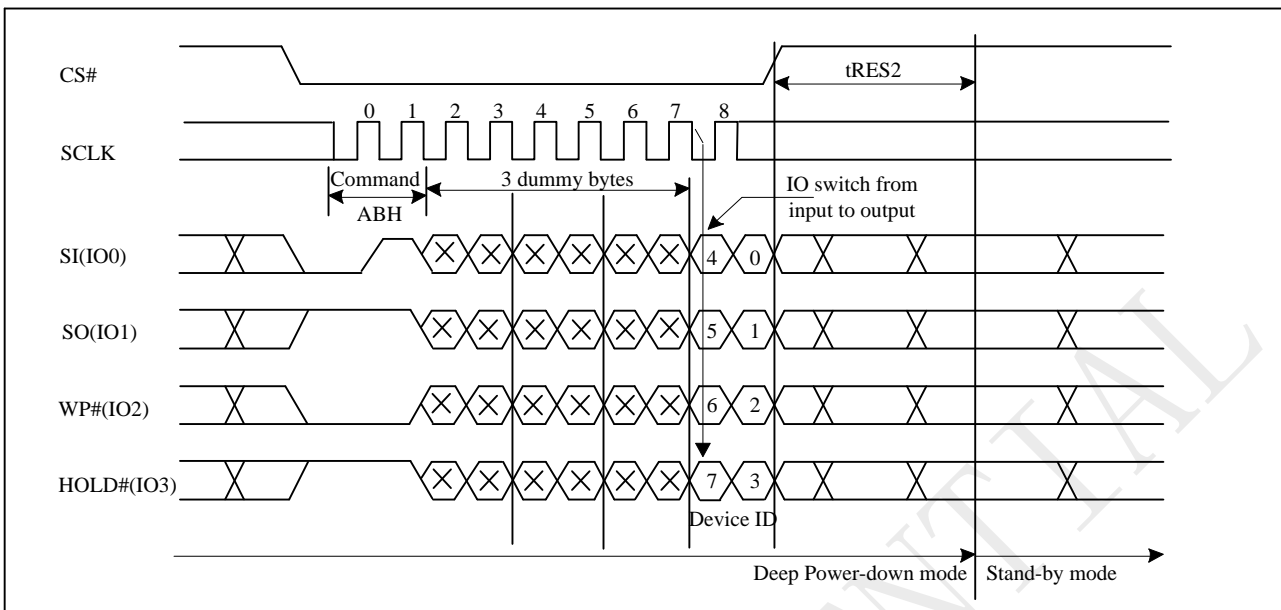 CS#
tRES2
0 1 2 3 4 5 6 7 8
SCLK
Command
ABH
3 dummy bytes
IO switch from
input to output
SI(IO0)
4 0
SO(IO1)
5 1
WP#(IO2)
6 2
HOLD#(IO3)
7 3
Device ID
Deep Power-down mode
Stand-by mode
NTIAL